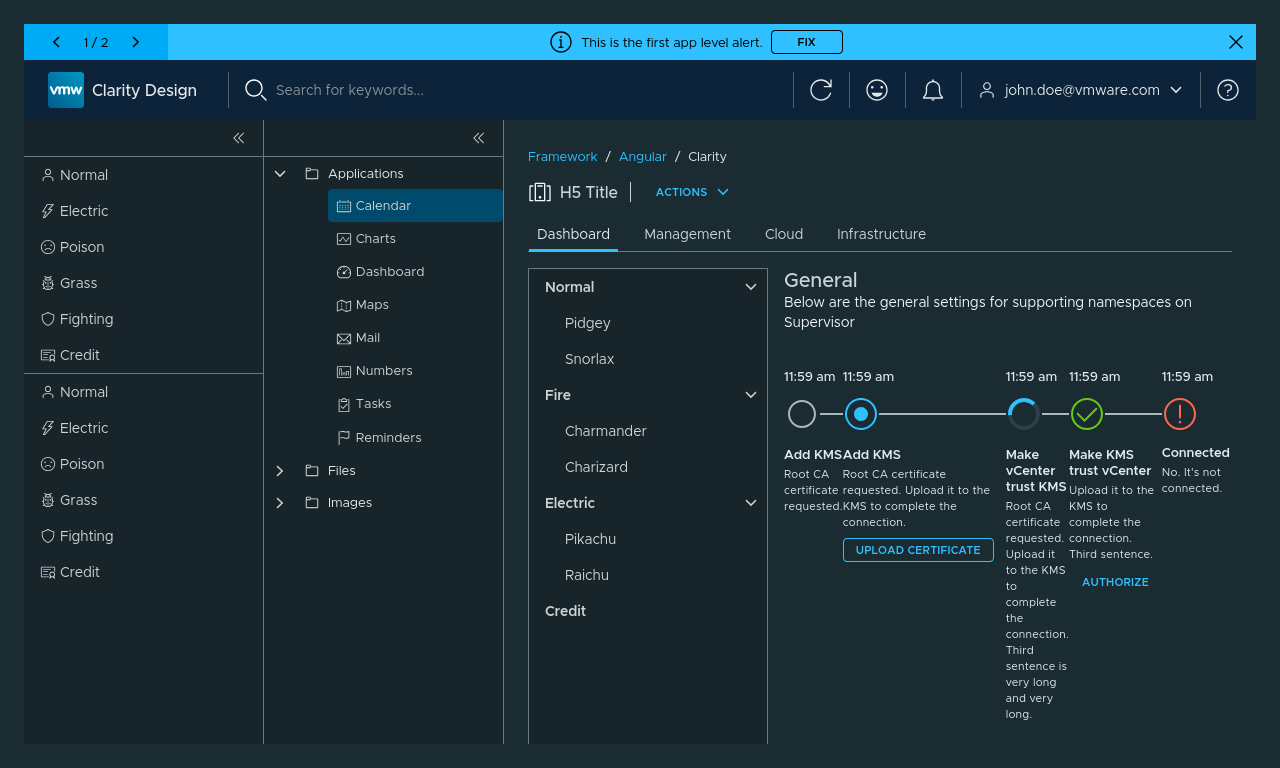 1 / 2
This is the first app level alert.
FIX
vmw
Clarity Design
Search for keywords...
john.doe@vmware.com
Normal
Electric
Poison
Grass
Fighting
Credit
Normal
Electric
Poison
Grass
Fighting
Credit
Applications
Calendar
Charts
Dashboard
Maps
Mail
Numbers
Tasks
Reminders
Files
Images
Framework / Angular / Clarity
H5 Title
ACTIONS
Dashboard Management Cloud Infrastructure
Normal
Pidgey
Snorlax
Fire
Charmander
Charizard
Electric
Pikachu
Raichu
Credit
General
Below are the general settings for supporting namespaces on
Supervisor
11:59 am
Add KMS
Root CA
certificate
requested.
11:59 am
Add KMS
Root CA certificate
requested. Upload it to the
KMS to complete the
connection.
UPLOAD CERTIFICATE
11:59 am
Make
vCenter
trust KMS
Root CA
certificate
requested.
Upload it
to the KMS
to
complete
the
connection.
Third
sentence is
very long
and very
long.
11:59 am
Make KMS
trust vCenter
Upload it to the
KMS to
complete the
connection.
Third sentence.
AUTHORIZE
11:59 am
Connected
No. It's not
connected.